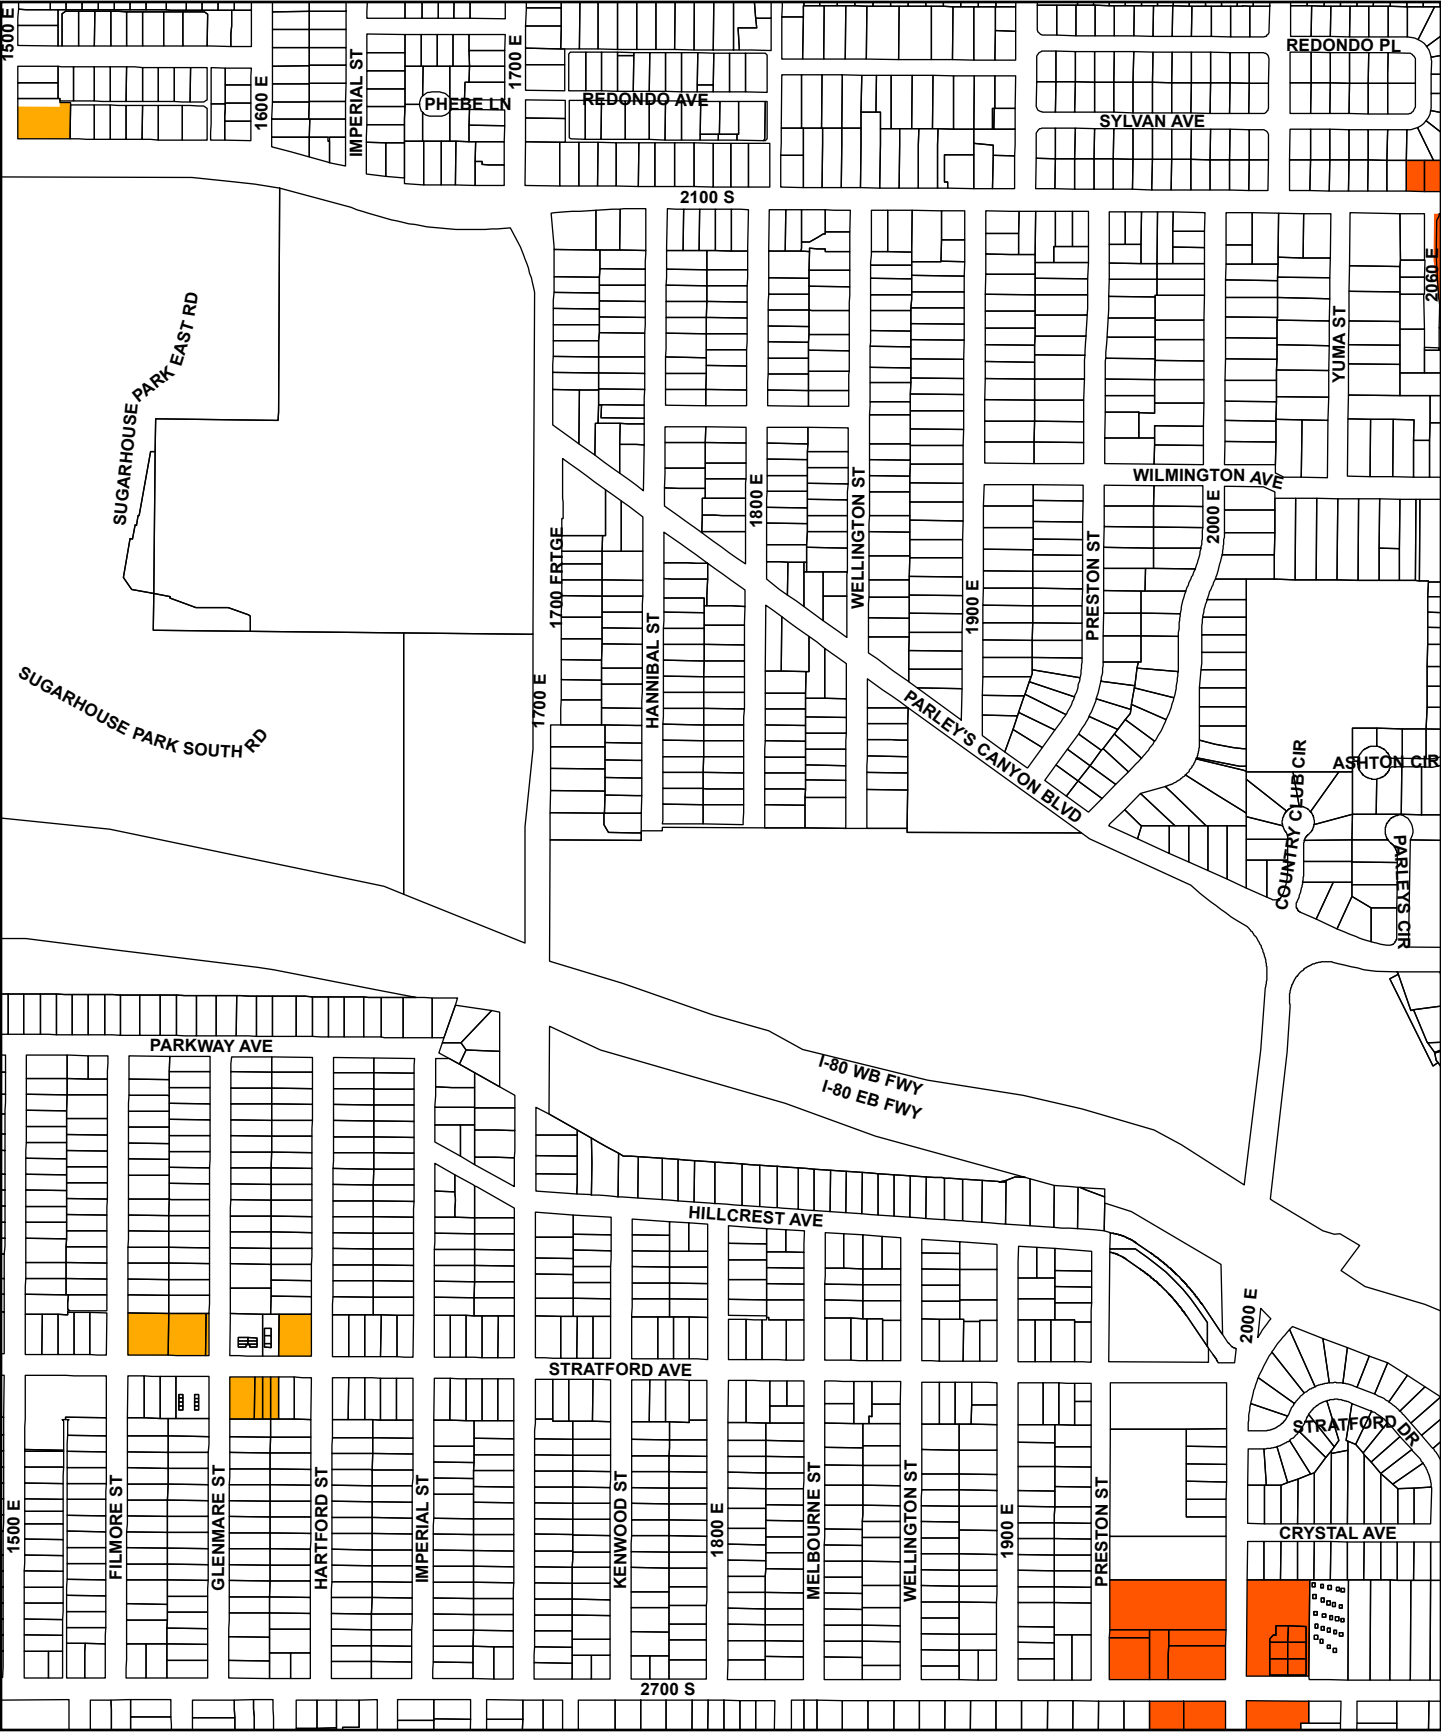 1500 E
1600 E
IMPERIAL ST
PHEBE LN
1700 E
REDONDO AVE
REDONDO PL
SYLVAN AVE
2100 S
SUGARHOUSE PARK EAST RD
2060 E
YUMA ST
WILMINGTON AVE
1800 E
WELLINGTON ST
2000 E
1700 FRTGE
HANNIBAL ST
1900 E
PRESTON ST
SUGARHOUSE PARK SOUTH RD
1700 E
PARLEY'S CANYON BLVD
COUNTRY CLUB CIR
ASHTON CIR
PARLEYS CIR
PARKWAY AVE
I-80 WB FWY
I-80 EB FWY
HILLCREST AVE
2000 E
STRATFORD AVE
STRATFORD DR
1500 E
FILMORE ST
GLENMARE ST
HARTFORD ST
IMPERIAL ST
KENWOOD ST
1800 E
MELBOURNE ST
WELLINGTON ST
1900 E
PRESTON ST
CRYSTAL AVE
2700 S